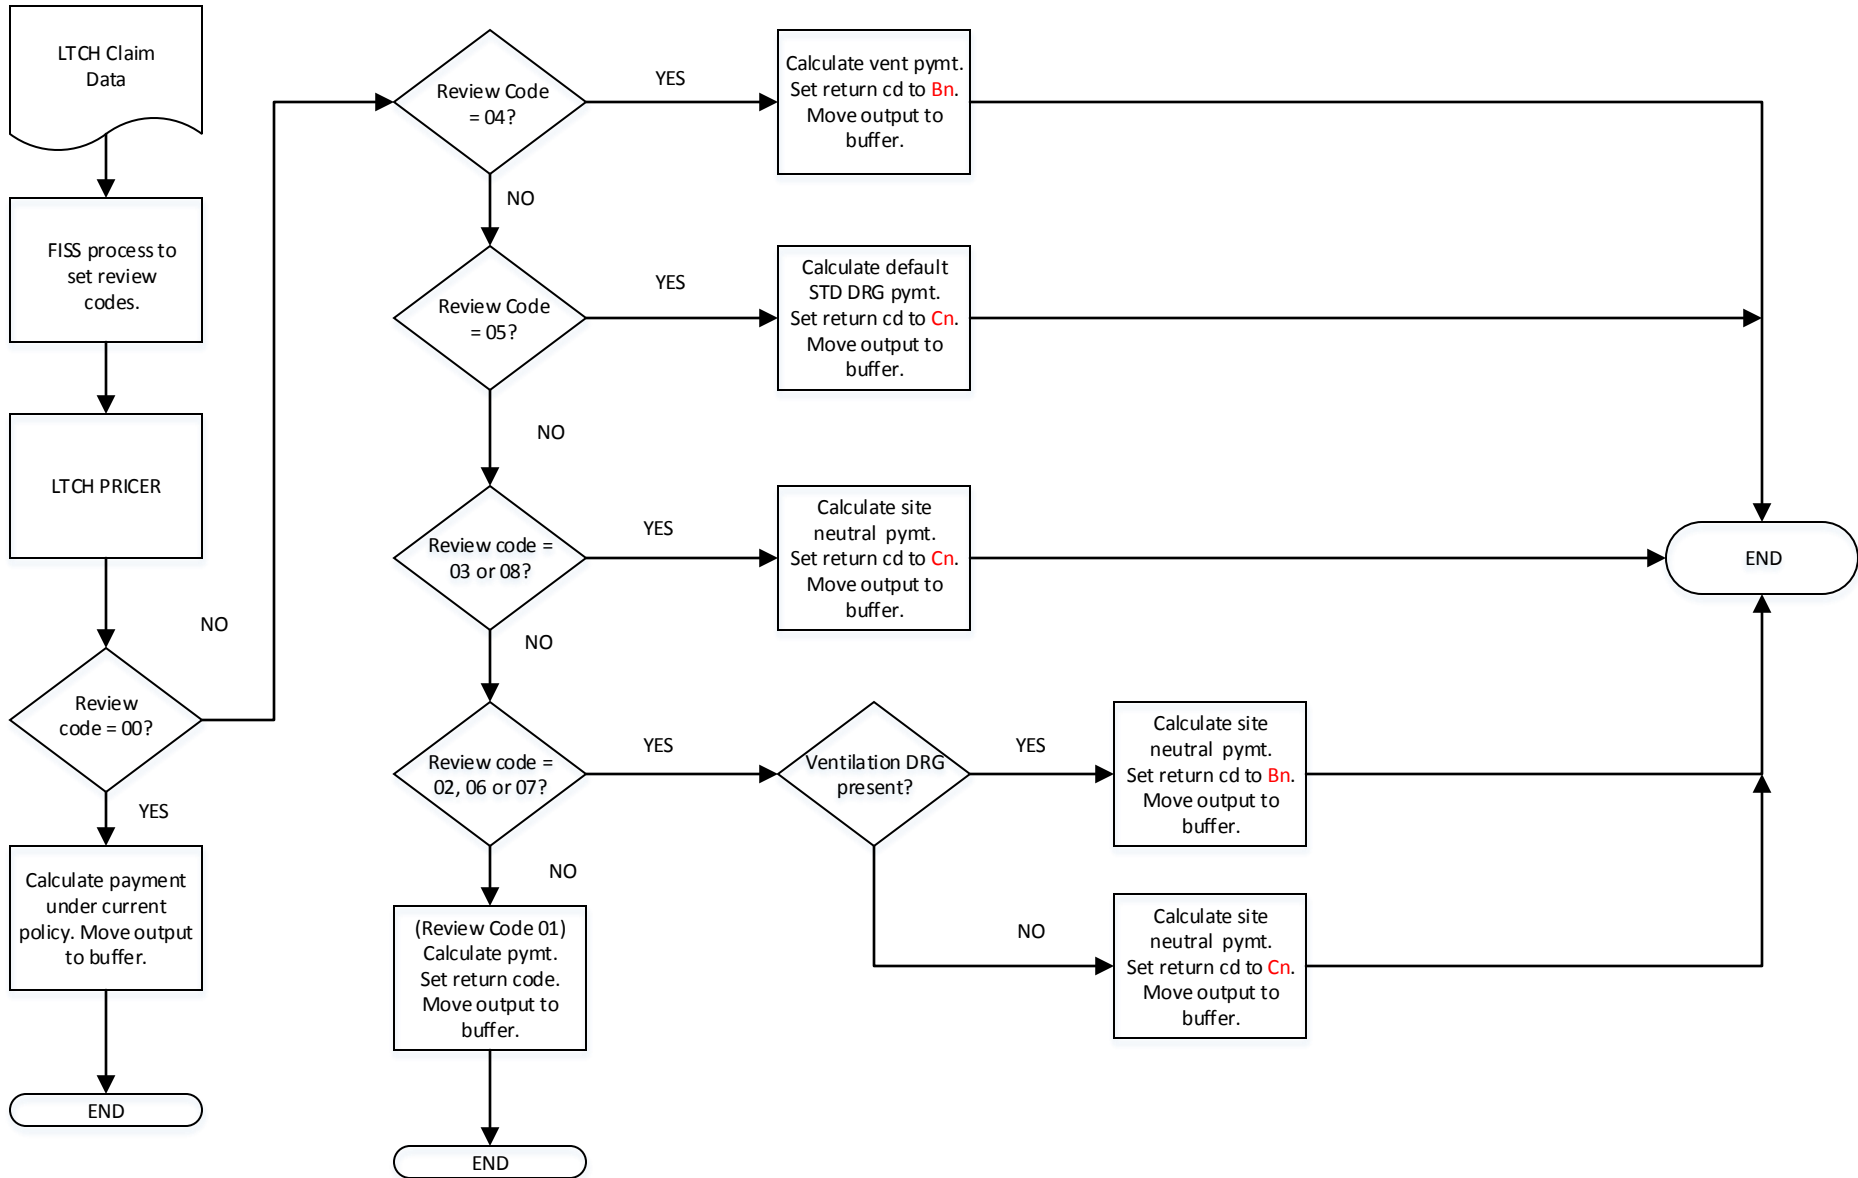 LTCH Claim
Data
FISS process to
set review
codes.
LTCH PRICER
Review
code = 00?
NO
YES
Calculate payment
under current
policy. Move output
to buffer.
END
Review Code
= 04?
YES
Calculate vent pymt.
Set return cd to Bn.
Move output to
buffer.
NO
Review Code
= 05?
YES
Calculate default
STD DRG pymt.
Set return cd to Cn.
Move output to
buffer.
NO
Review code =
03 or 08?
YES
Calculate site
neutral pymt.
Set return cd to Cn.
Move output to
buffer.
NO
Review code =
02, 06 or 07?
YES
Ventilation DRG
present?
YES
Calculate site
neutral pymt.
Set return cd to Bn.
Move output to
buffer.
NO
Calculate site
neutral pymt.
Set return cd to Cn.
Move output to
buffer.
END
NO
(Review Code 01)
Calculate pymt.
Set return code.
Move output to
buffer.
END